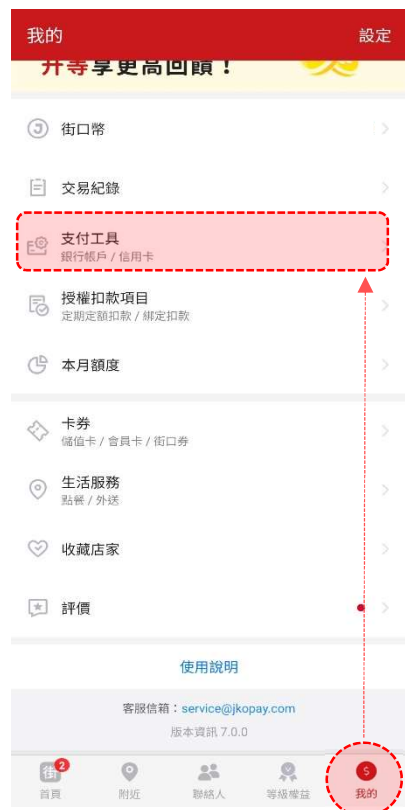 我的
設定
升等享更高回饋！
街口幣
交易紀錄
支付工具
銀行帳戶 / 信用卡
授權扣款項目
定期定額扣款 / 綁定扣款
本月額度
卡券
儲值卡 / 會員卡 / 街口券
生活服務
點餐 / 外送
收藏店家
評價
使用說明
客服信箱：service@jkopay.com
版本資訊 7.0.0
街 2
首頁
附近
聯絡人
等級權益
我的